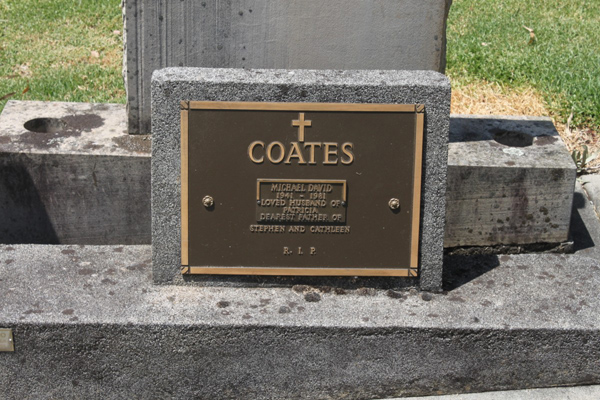 COATES
MICHAEL DAVID
1941 - 1981
LOVED HUSBAND OF
PATRICIA
DEAREST FATHER OF
STEPHEN AND CATHLEEN
R. I. P.